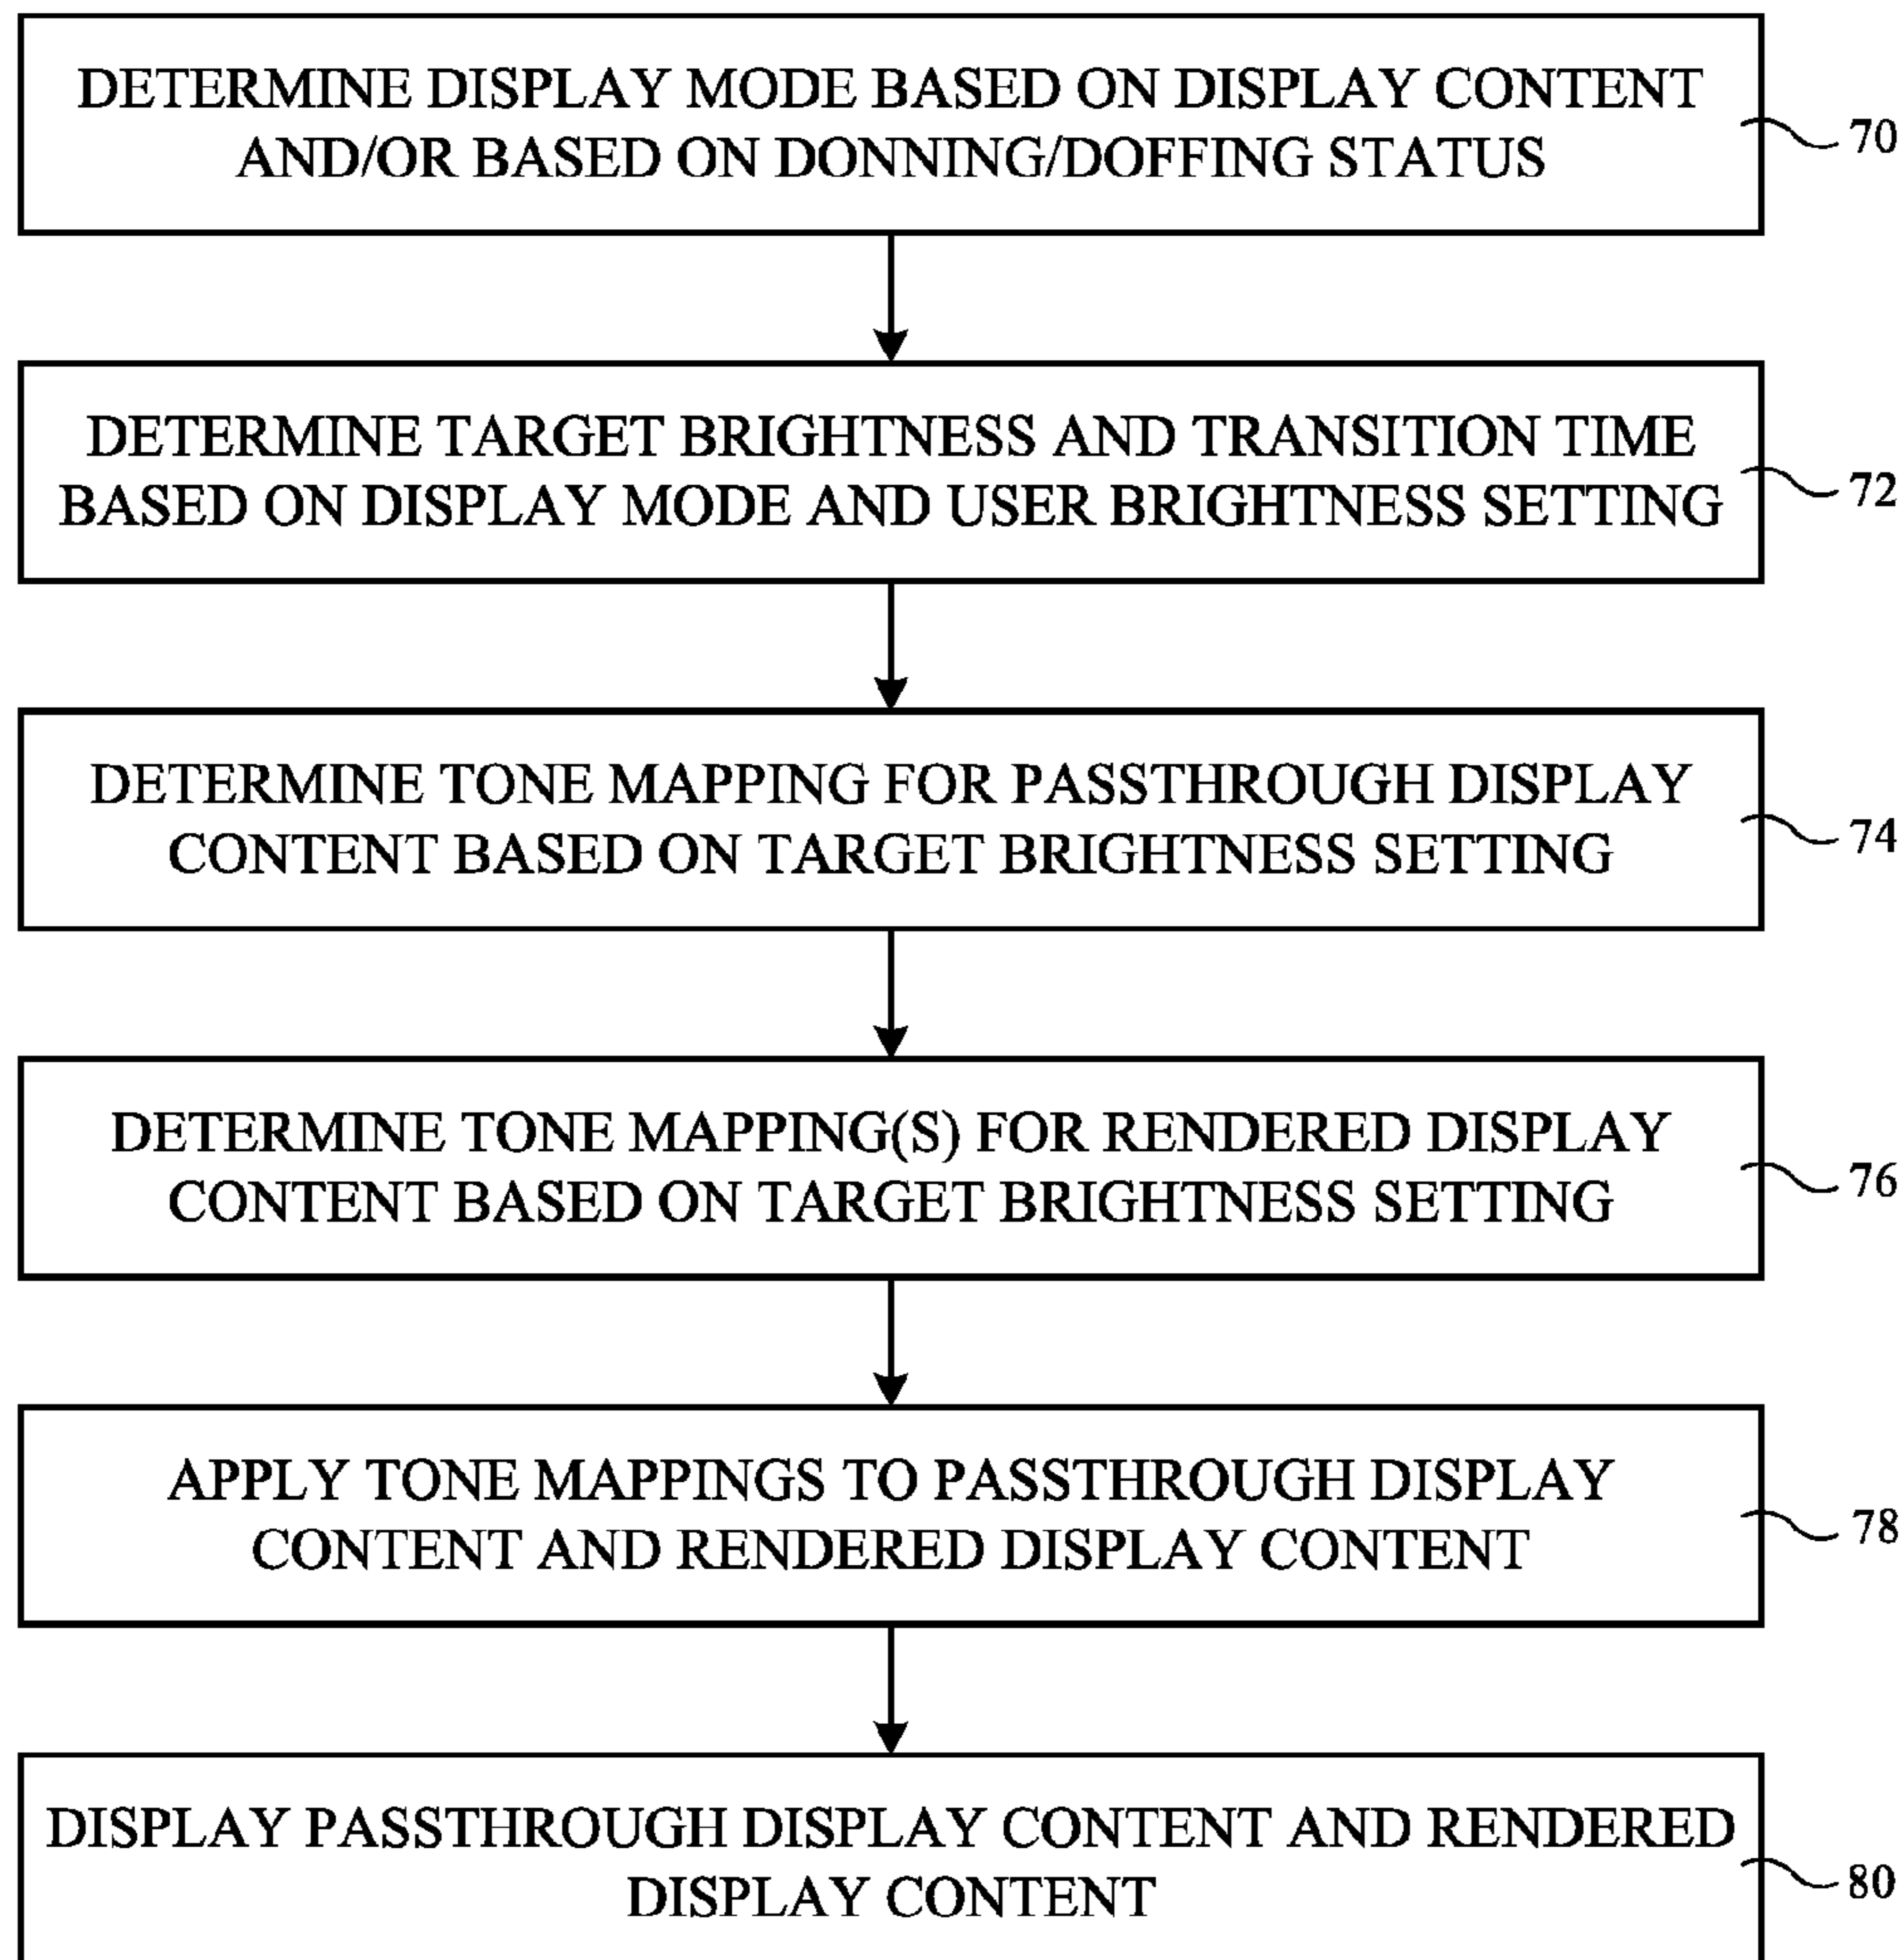 DETERMINE DISPLAY MODE BASED ON DISPLAY CONTENT
AND/OR BASED ON DONNING/DOFFING STATUS
70
DETERMINE TARGET BRIGHTNESS AND TRANSITION TIME
BASED ON DISPLAY MODE AND USER BRIGHTNESS SETTING
72
DETERMINE TONE MAPPING FOR PASSTHROUGH DISPLAY
CONTENT BASED ON TARGET BRIGHTNESS SETTING
74
DETERMINE TONE MAPPING(S) FOR RENDERED DISPLAY
CONTENT BASED ON TARGET BRIGHTNESS SETTING
76
APPLY TONE MAPPINGS TO PASSTHROUGH DISPLAY
CONTENT AND RENDERED DISPLAY CONTENT
78
DISPLAY PASSTHROUGH DISPLAY CONTENT AND RENDERED
DISPLAY CONTENT
80